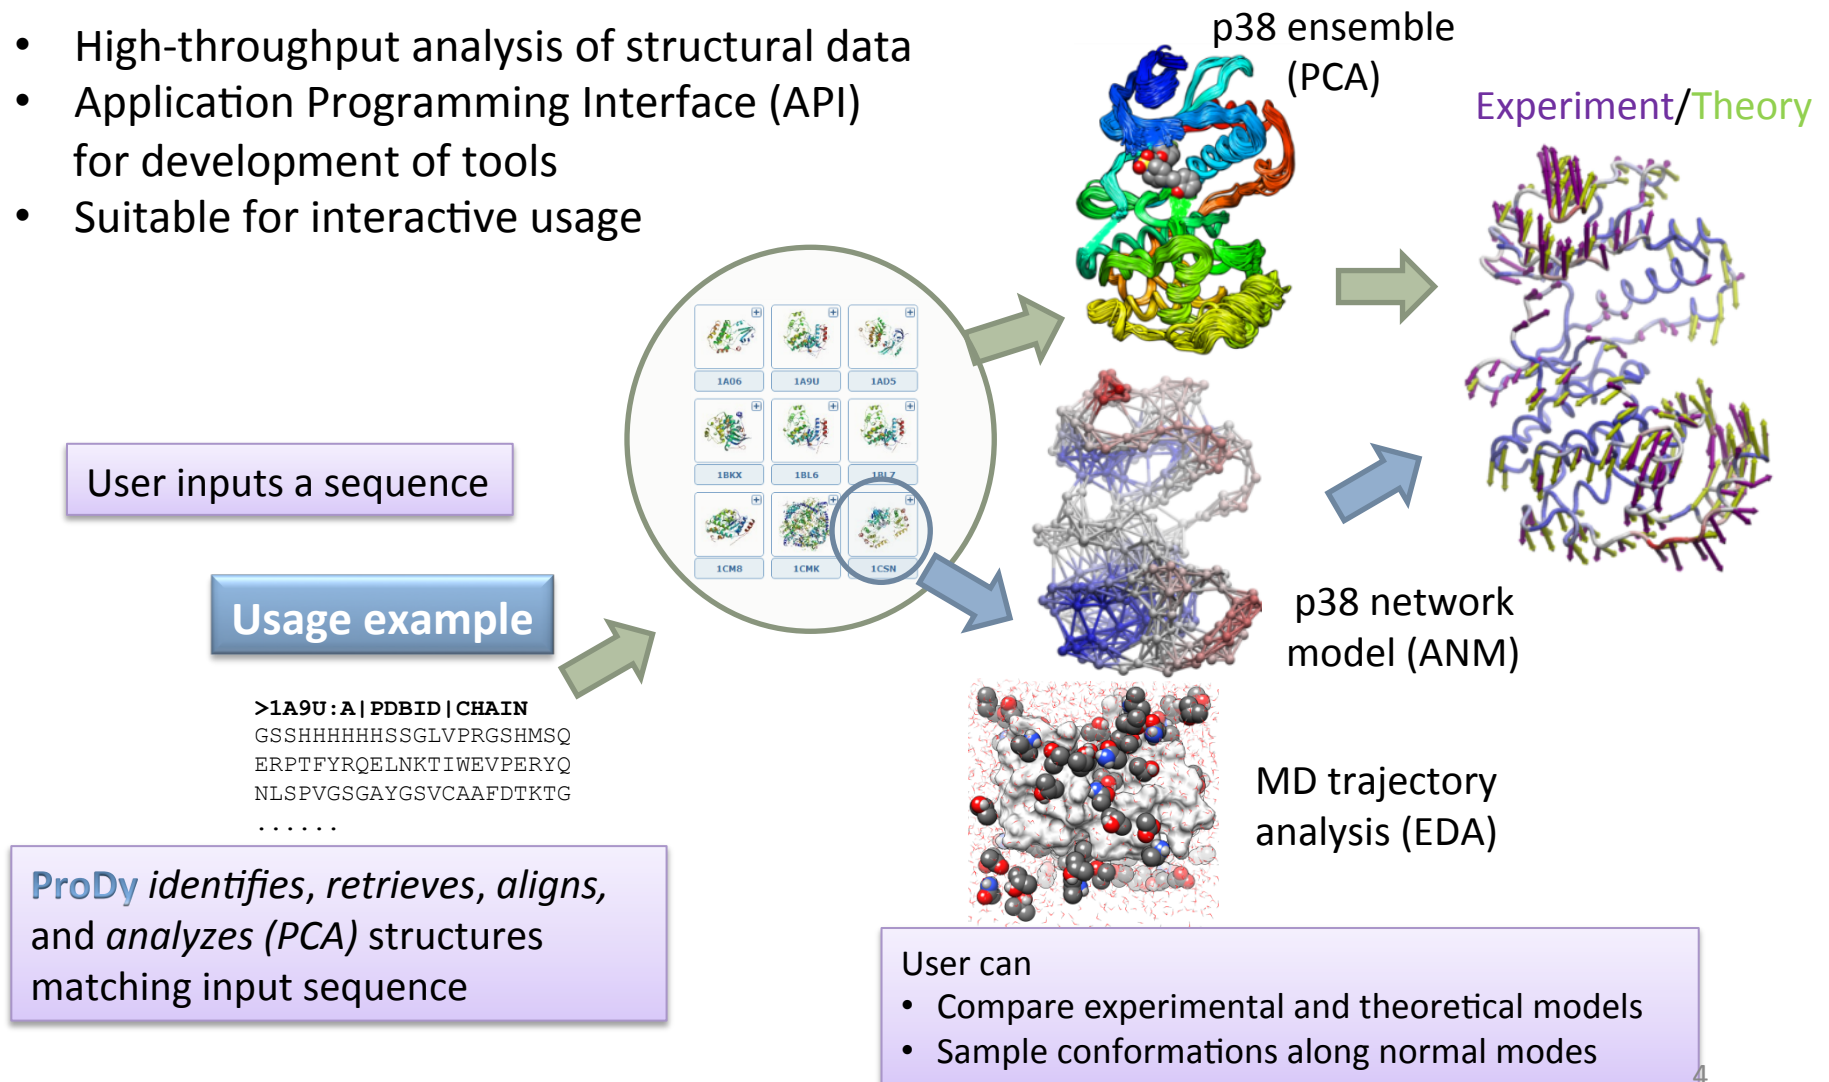 • High-throughput analysis of structural data
• Application Programming Interface (API)
for development of tools
• Suitable for interactive usage
p38 ensemble
(PCA)
Experiment/Theory
1A06 1A9U 1AD5
1BKX 1BL6 1BL7
1CM8 1CMK 1CSN
User inputs a sequence
Usage example
>1A9U:A|PDBID|CHAIN
GSSHHHHHHSSGLVPRGSHMSQ
ERPTFYRQELNKTIWEVPERYQ
NLSPVGSGAYGSVCAAFDTKTG
......
ProDy identifies, retrieves, aligns,
and analyzes (PCA) structures
matching input sequence
p38 network
model (ANM)
MD trajectory
analysis (EDA)
User can
• Compare experimental and theoretical models
• Sample conformations along normal modes
4